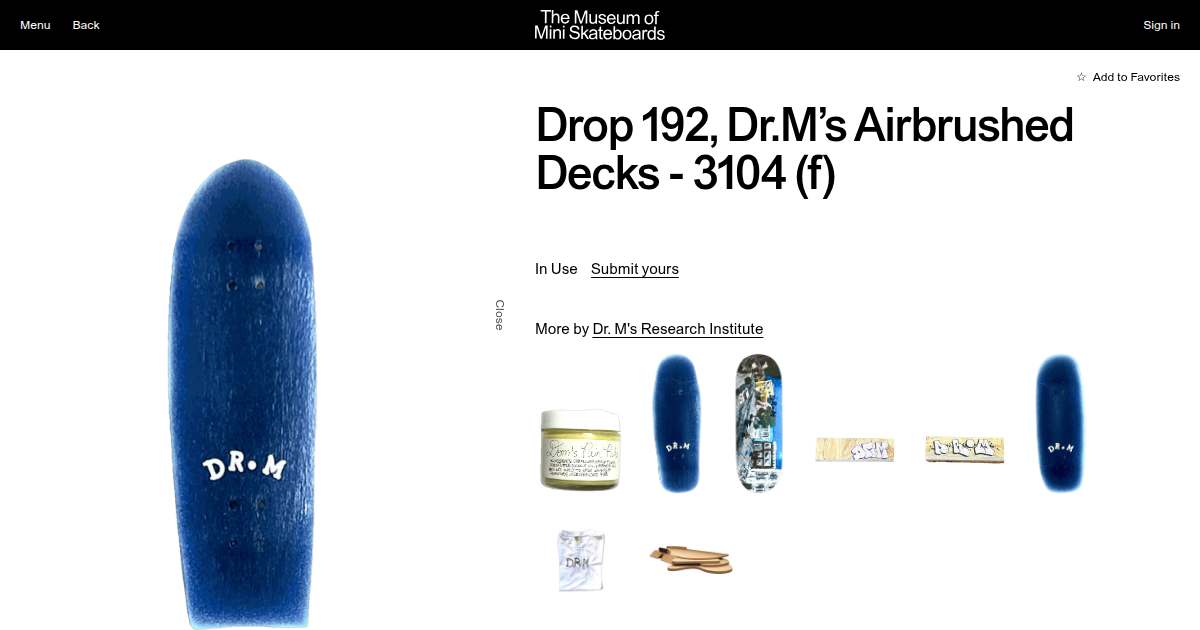 Menu
Back
The Museum of
Mini Skateboards
Sign in
☆ Add to Favorites
Drop 192, Dr.M’s Airbrushed
Decks - 3104 (f)
In Use
Submit yours
Close
More by Dr. M's Research Institute
DR•M
DR•M
DR•M
DRM